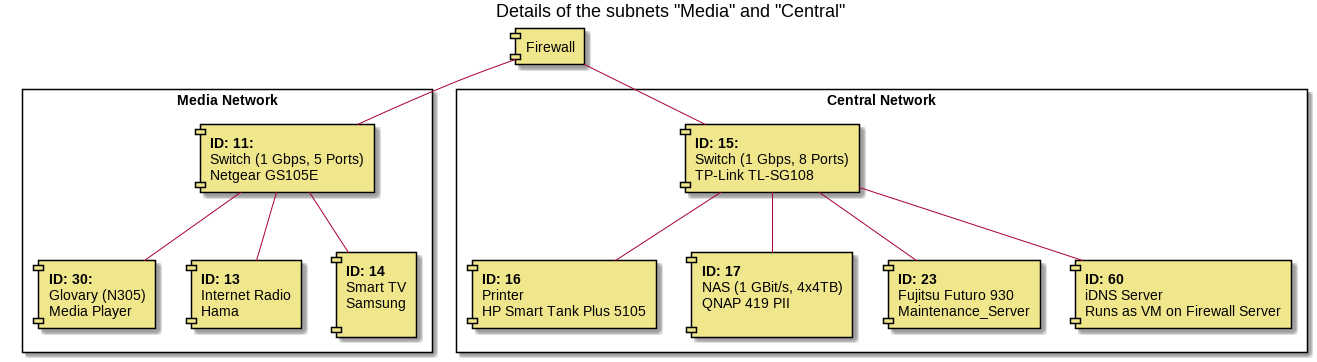 Details of the subnets "Media" and "Central"
Firewall
Media Network
ID: 11:
Switch (1 Gbps, 5 Ports)
Netgear GS105E
ID: 30:
Glovary (N305)
Media Player
ID: 13
Internet Radio
Hama
ID: 14
Smart TV
Samsung
Central Network
ID: 15:
Switch (1 Gbps, 8 Ports)
TP-Link TL-SG108
ID: 16
Printer
HP Smart Tank Plus 5105
ID: 17
NAS (1 GBit/s, 4x4TB)
QNAP 419 PII
ID: 23
Fujitsu Futuro 930
Maintenance_Server
ID: 60
iDNS Server
Runs as VM on Firewall Server